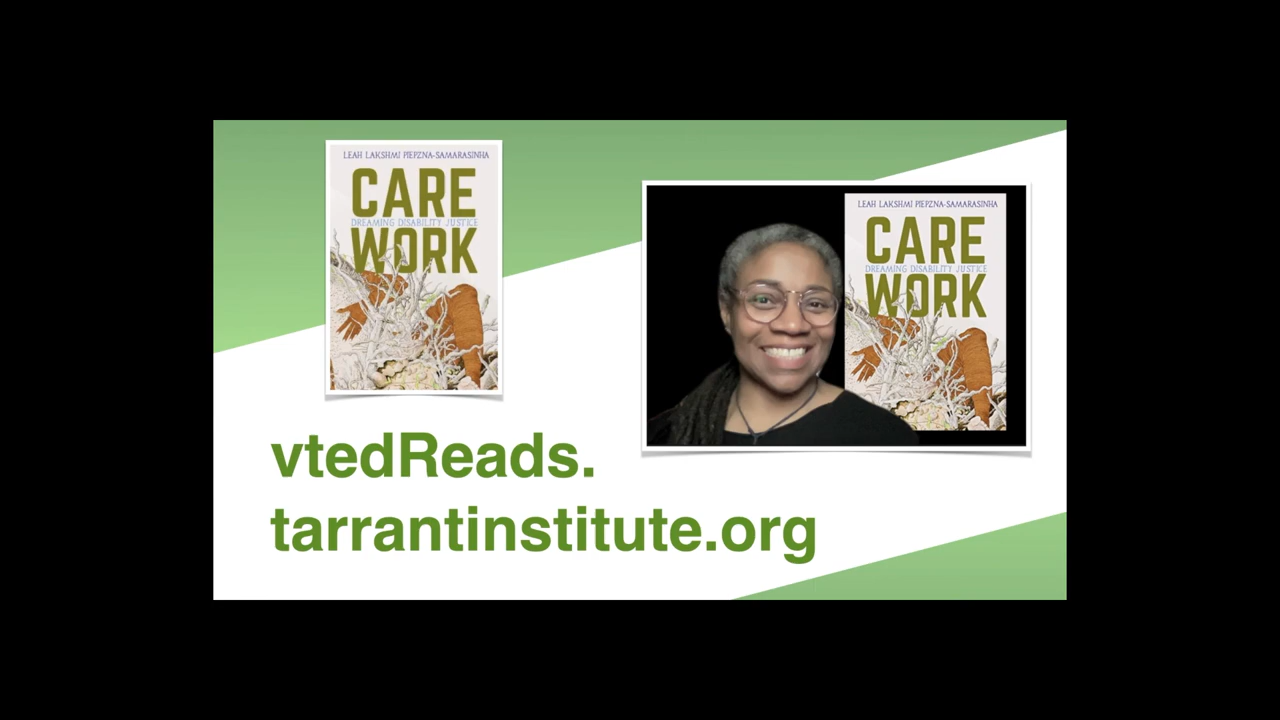 LEAH LAKSHMI PIEPZNA-SAMARASINHA
CARE
DREAMING DISABILITY JUSTICE
WORK
LEAH LAKSHMI PIEPZNA-SAMARASINHA
CARE
DREAMING DISABILITY JUSTICE
WORK
vtedReads.
tarrantinstitute.org